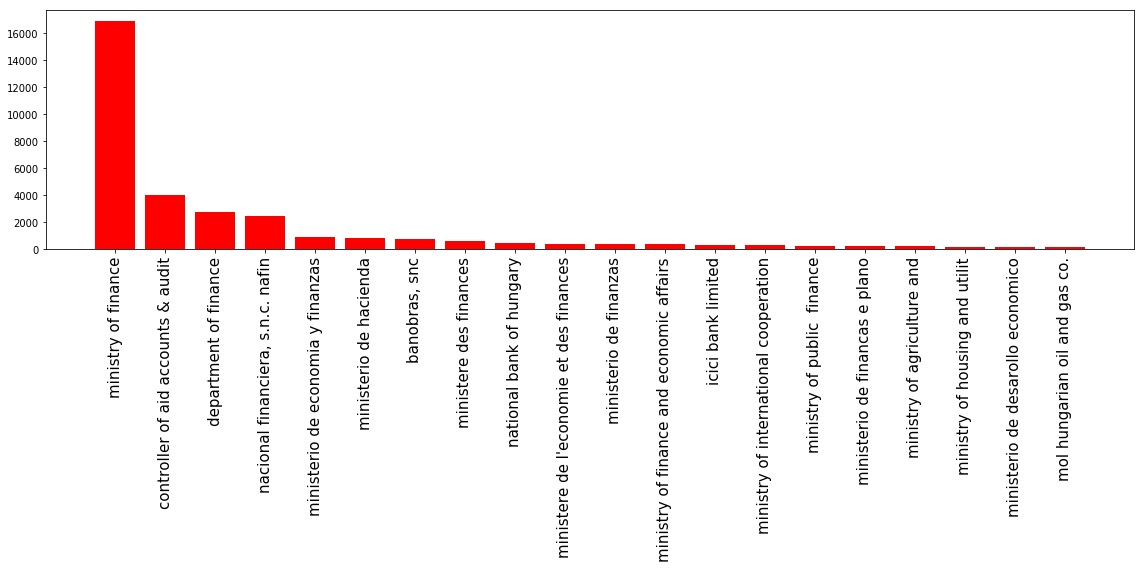 16000
14000
12000
10000
8000
6000
4000
2000
0
ministry of finance
controller of aid accounts & audit
department of finance
nacional financiera, s.n.c. nafin
ministerio de economia y finanzas
ministerio de hacienda
banobras, snc
ministere des finances
national bank of hungary
ministere de l'economie et des finances
ministerio de finanzas
ministry of finance and economic affairs
icici bank limited
ministry of international cooperation
ministry of public  finance
ministerio de financas e plano
ministry of agriculture and
ministry of housing and utilit
ministerio de desarollo economico
mol hungarian oil and gas co.